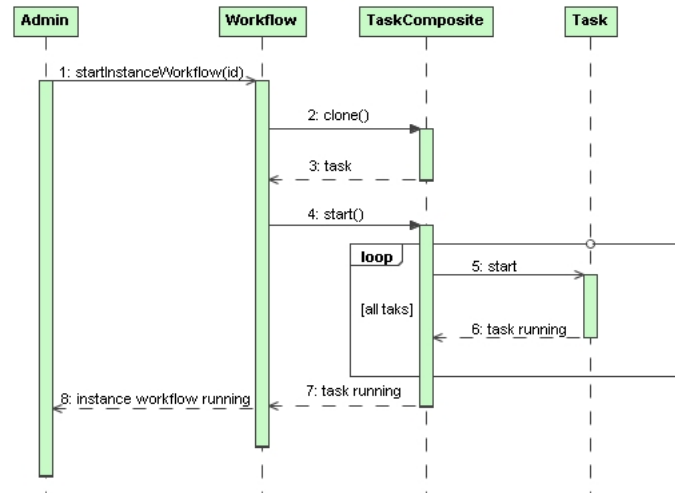 Admin
Workflow
TaskComposite
Task
1: startInstanceWorkflow(id)
2: clone()
3: task
4: start()
loop
5: start
[all taks]
6: task running
7: task running
8: instance workflow running